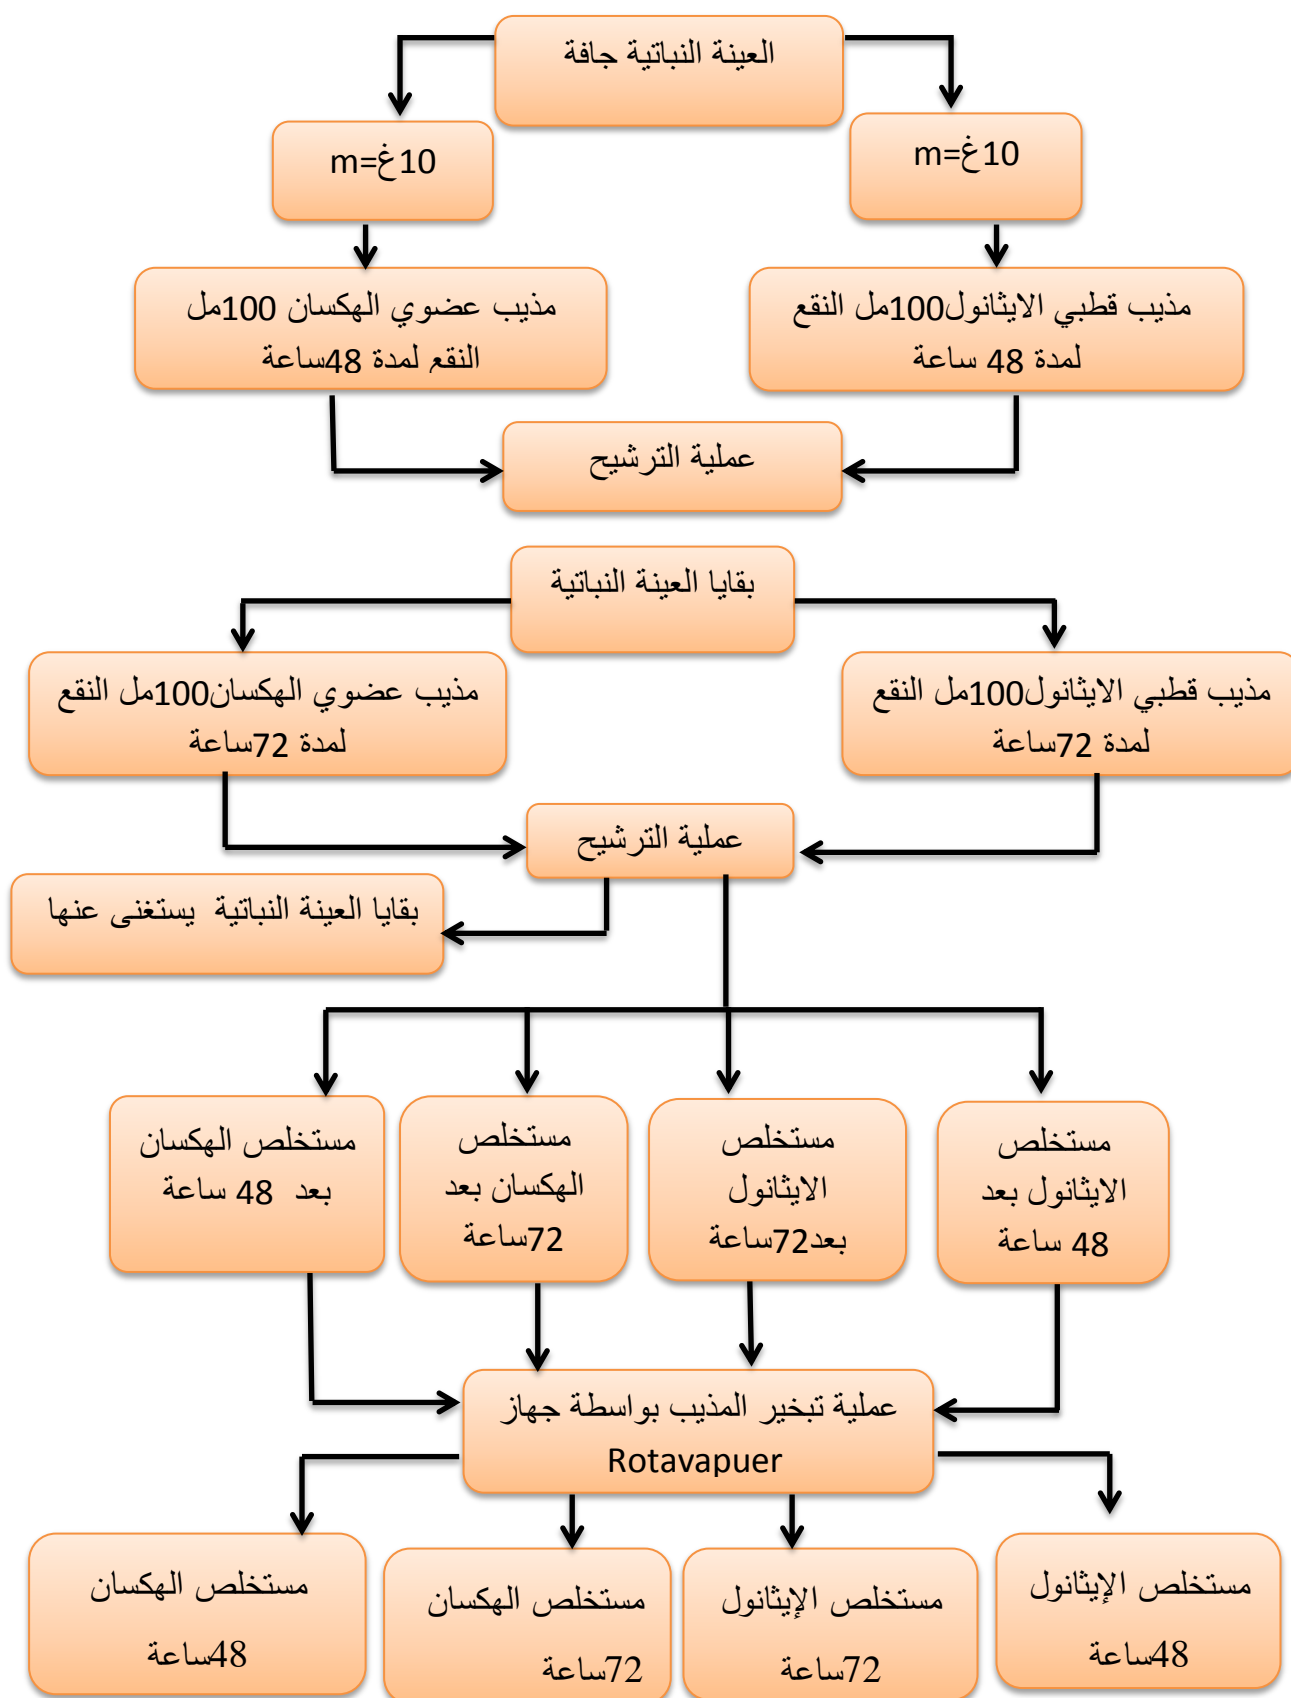 العينة النباتية جافة
m=10غ
m=10غ
مذيب قطبي الايثانول100مل النقع
لمدة 48 ساعة
مذيب عضوي الهكسان 100مل
النقع لمدة 48ساعة
عملية الترشيح
بقايا العينة النباتية
مذيب قطبي الايثانول100مل النقع
لمدة 72ساعة
مذيب عضوي الهكسان100مل النقع
لمدة 72ساعة
عملية الترشيح
بقايا العينة النباتية يستغنى عنها
مستخلص
الايثانول بعد
48 ساعة
مستخلص
الايثانول
بعد72ساعة
مستخلص
الهكسان بعد
72ساعة
مستخلص الهكسان
بعد 48 ساعة
عملية تبخير المذيب بواسطة جهاز
Rotavapuer
مستخلص الإيثانول
48ساعة
مستخلص الإيثانول
72ساعة
مستخلص الهكسان
72ساعة
مستخلص الهكسان
48ساعة